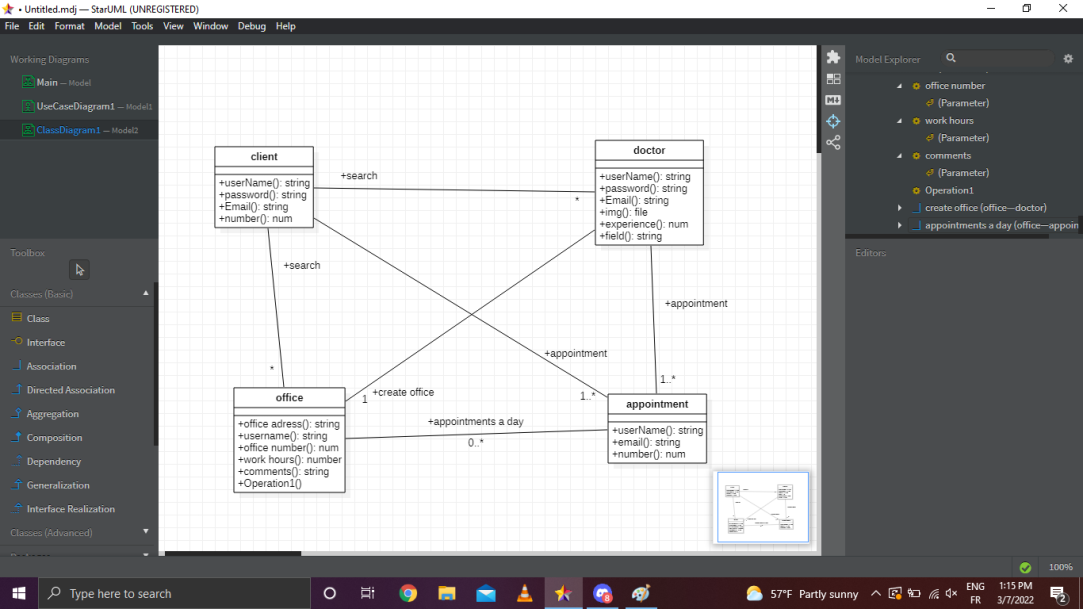 • Untitled.mdj — StarUML (UNREGISTERED)
File Edit Format Model Tools View Window Debug Help
Working Diagrams
Main — Model
UseCaseDiagram1 — Model1
ClassDiagram1 — Model2
Toolbox
Classes (Basic)
Class
Interface
Association
Directed Association
Aggregation
Composition
Dependency
Generalization
Interface Realization
Classes (Advanced)
client
+userName(): string
+password(): string
+Email(): string
+number(): num
+search
*
doctor
+userName(): string
+password(): string
+Email(): string
+img(): file
+experience(): num
+field(): string
+search
*
+appointment
1..*
+appointment
1..*
+create office
1
office
+office adress(): string
+username(): string
+office number(): num
+work hours(): number
+comments(): string
+Operation1()
+appointments a day
0..*
appointment
+userName(): string
+email(): string
+number(): num
M↓
Model Explorer
office number
(Parameter)
work hours
(Parameter)
comments
(Parameter)
Operation1
create office (office—doctor)
appointments a day (office—appoin
Editors
100%
Type here to search
8
57°F Partly sunny
ENG
FR
1:15 PM
3/7/2022
2